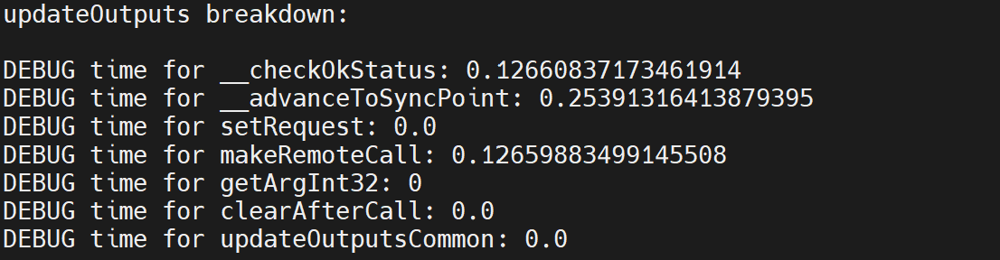 updateOutputs breakdown:
DEBUG time for __checkOkStatus: 0.12660837173461914
DEBUG time for __advanceToSyncPoint: 0.25391316413879395
DEBUG time for setRequest: 0.0
DEBUG time for makeRemoteCall: 0.12659883499145508
DEBUG time for getArgInt32: 0
DEBUG time for clearAfterCall: 0.0
DEBUG time for updateOutputsCommon: 0.0